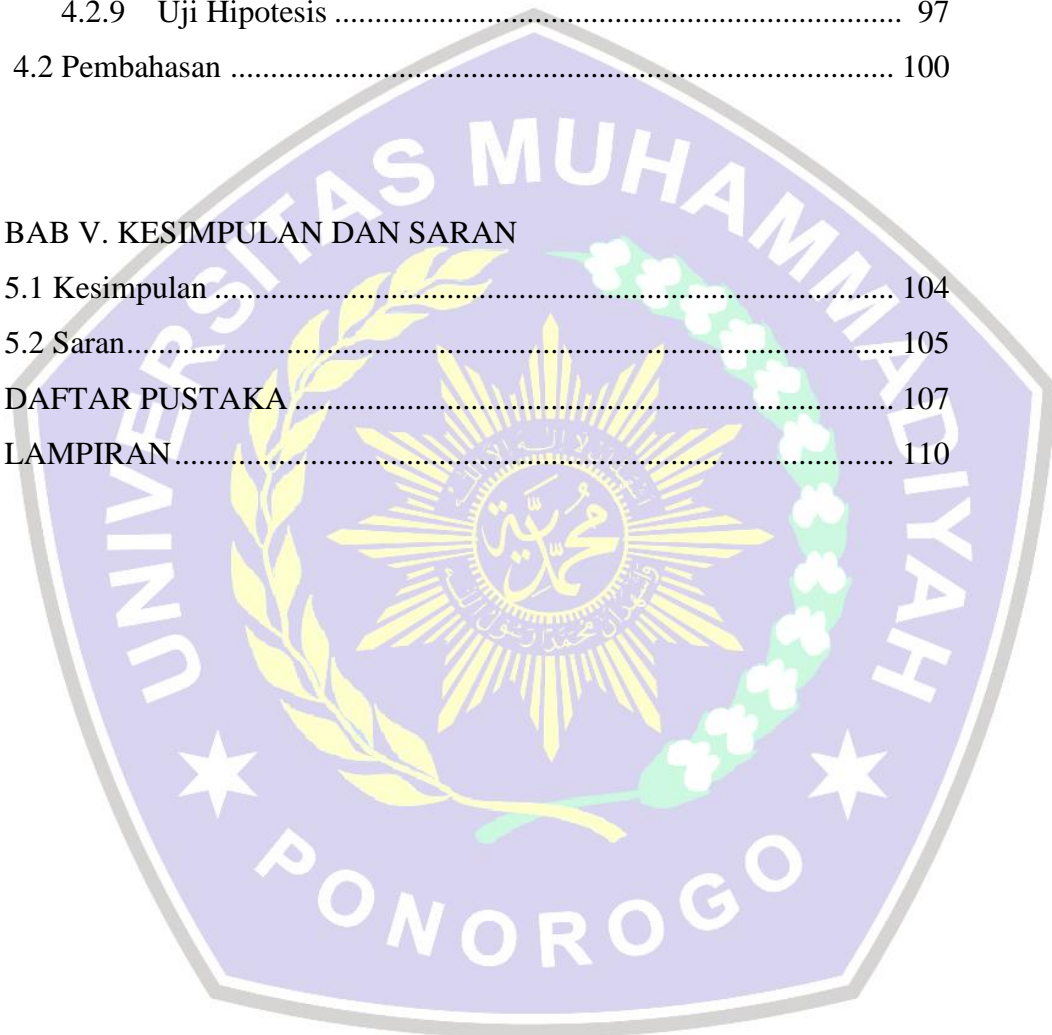 4.2.9 Uji Hipotesis ........................................................................ 97
4.2 Pembahasan .................................................................................... 100
UNIVERSITAS MUHAMMADIYAH
BAB V. KESIMPULAN DAN SARAN
5.1 Kesimpulan ...................................................................................... 104
5.2 Saran................................................................................................. 105
DAFTAR PUSTAKA ............................................................................ 107
LAMPIRAN........................................................................................... 110
محمدية
PONOROGO